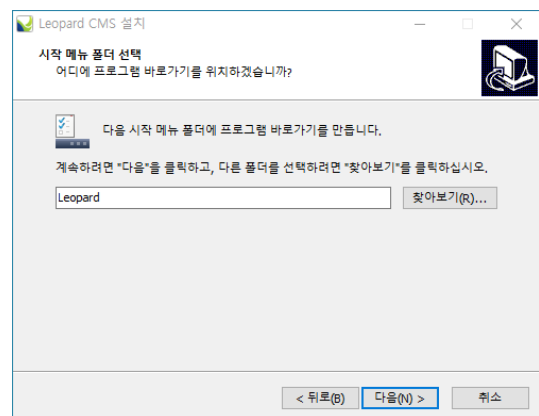 Leopard CMS 설치
시작 메뉴 폴더 선택
어디에 프로그램 바로가기를 위치하겠습니까?
다음 시작 메뉴 폴더에 프로그램 바로가기를 만듭니다.
계속하려면 "다음"을 클릭하고, 다른 폴더를 선택하려면 "찾아보기"를 클릭하십시오.
Leopard
찾아보기(R)...
< 뒤로(B)
다음(N) >
취소